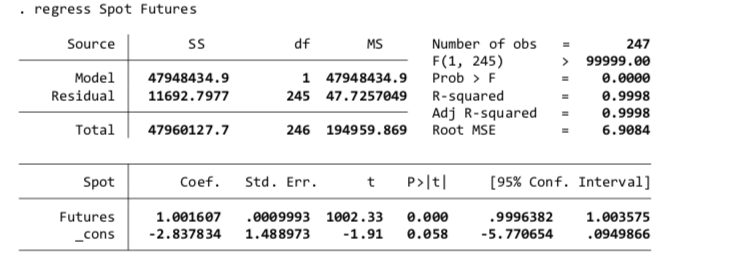 . regress Spot Futures
Source SS df MS Number of obs = 247
F(1, 245) > 99999.00
Model 47948434.9 1 47948434.9 Prob > F = 0.0000
Residual 11692.7977 245 47.7257049 R-squared = 0.9998
Adj R-squared = 0.9998
Total 47960127.7 246 194959.869 Root MSE = 6.9084
Spot Coef. Std. Err. t P>|t| [95% Conf. Interval]
Futures 1.001607 .0009993 1002.33 0.000 .9996382 1.003575
_cons -2.837834 1.488973 -1.91 0.058 -5.770654 .0949866